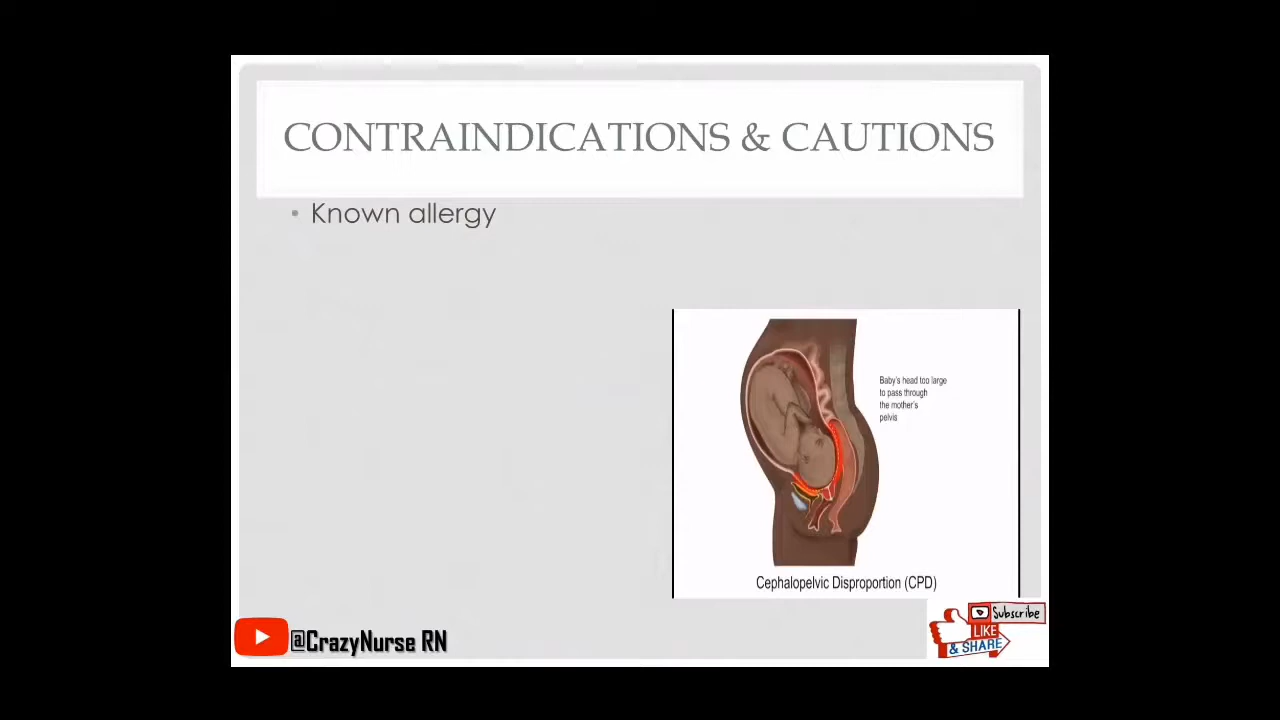 CONTRAINDICATIONS & CAUTIONS
• Known allergy
Baby's head too large
to pass through
the mother's
pelvis
Cephalopelvic Disproportion (CPD)
@CrazyNurse RN
Subscribe
LIKE
& SHARE